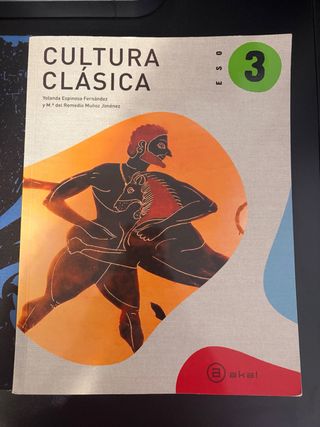 CULTURA
CLÁSICA
Yolanda Espinosa Fernández
y M.ª del Remedio Muñoz Jiménez
ESO
3
a akal